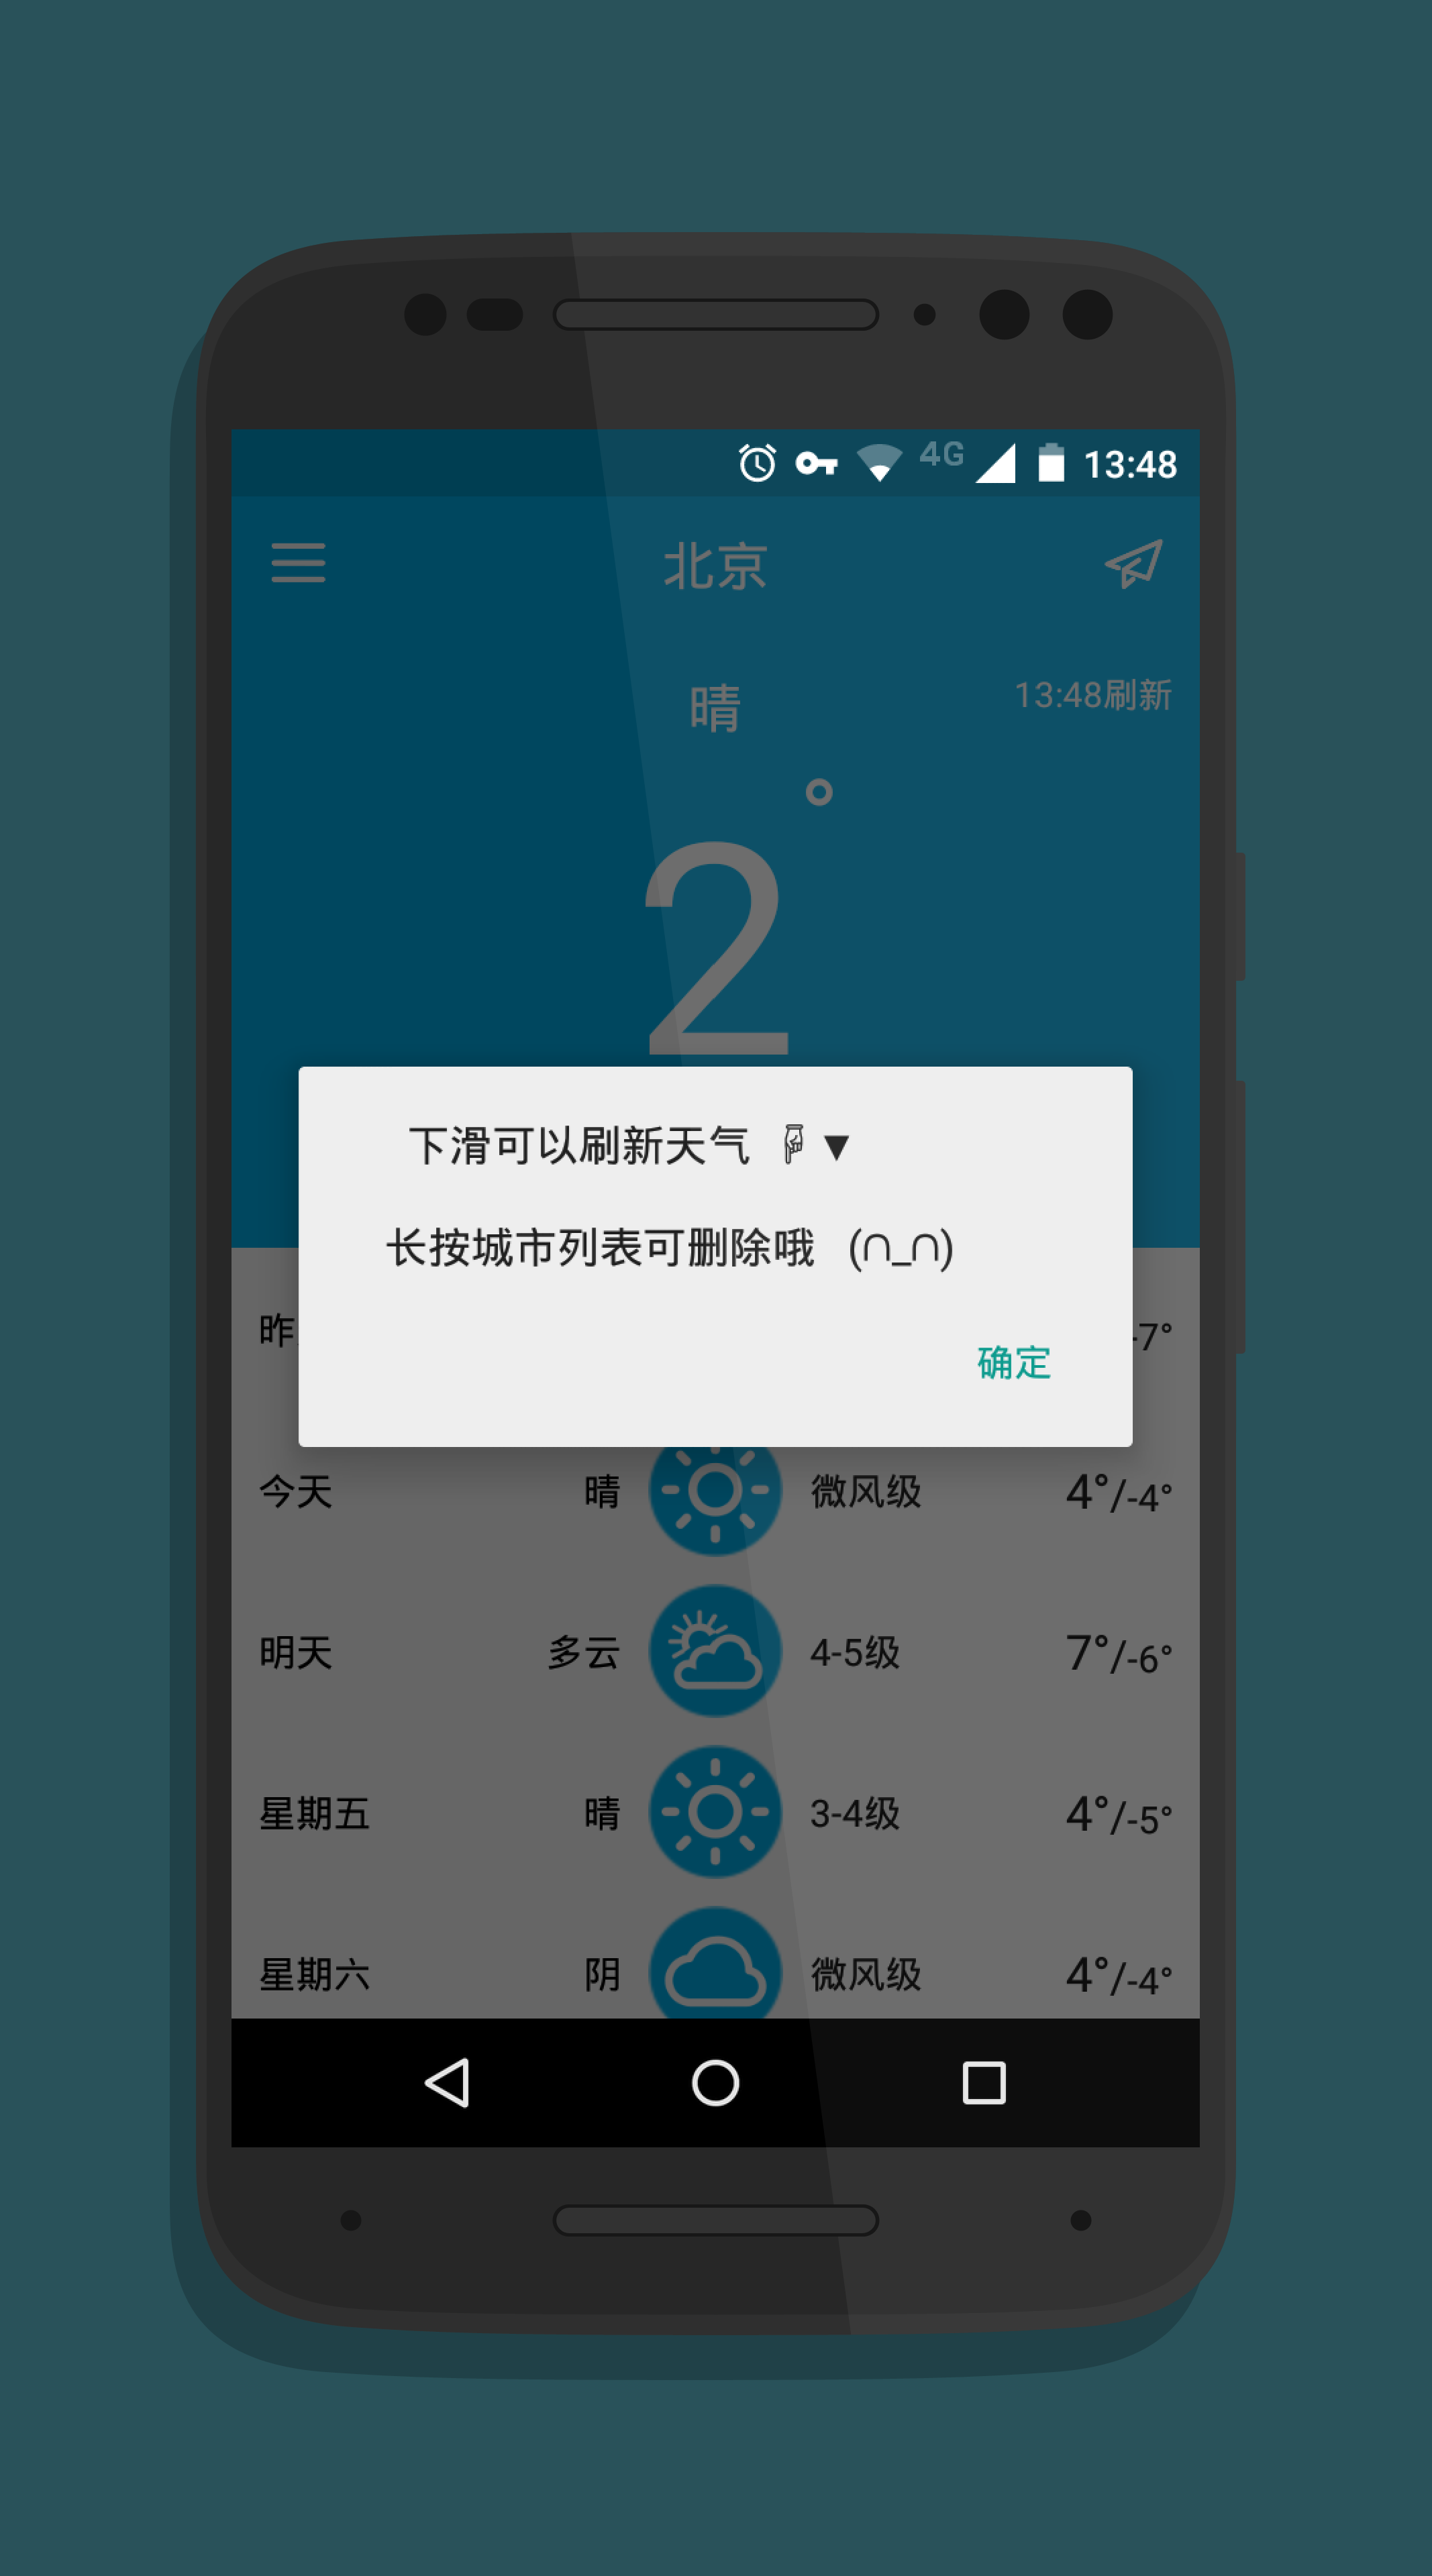 4G 13:48
北京
晴 13:48刷新
2°
下滑可以刷新天气 ☟▼
长按城市列表可删除哦 (∩_∩)
确定
昨 -7°
今天 晴 微风级 4°/-4°
明天 多云 4-5级 7°/-6°
星期五 晴 3-4级 4°/-5°
星期六 阴 微风级 4°/-4°